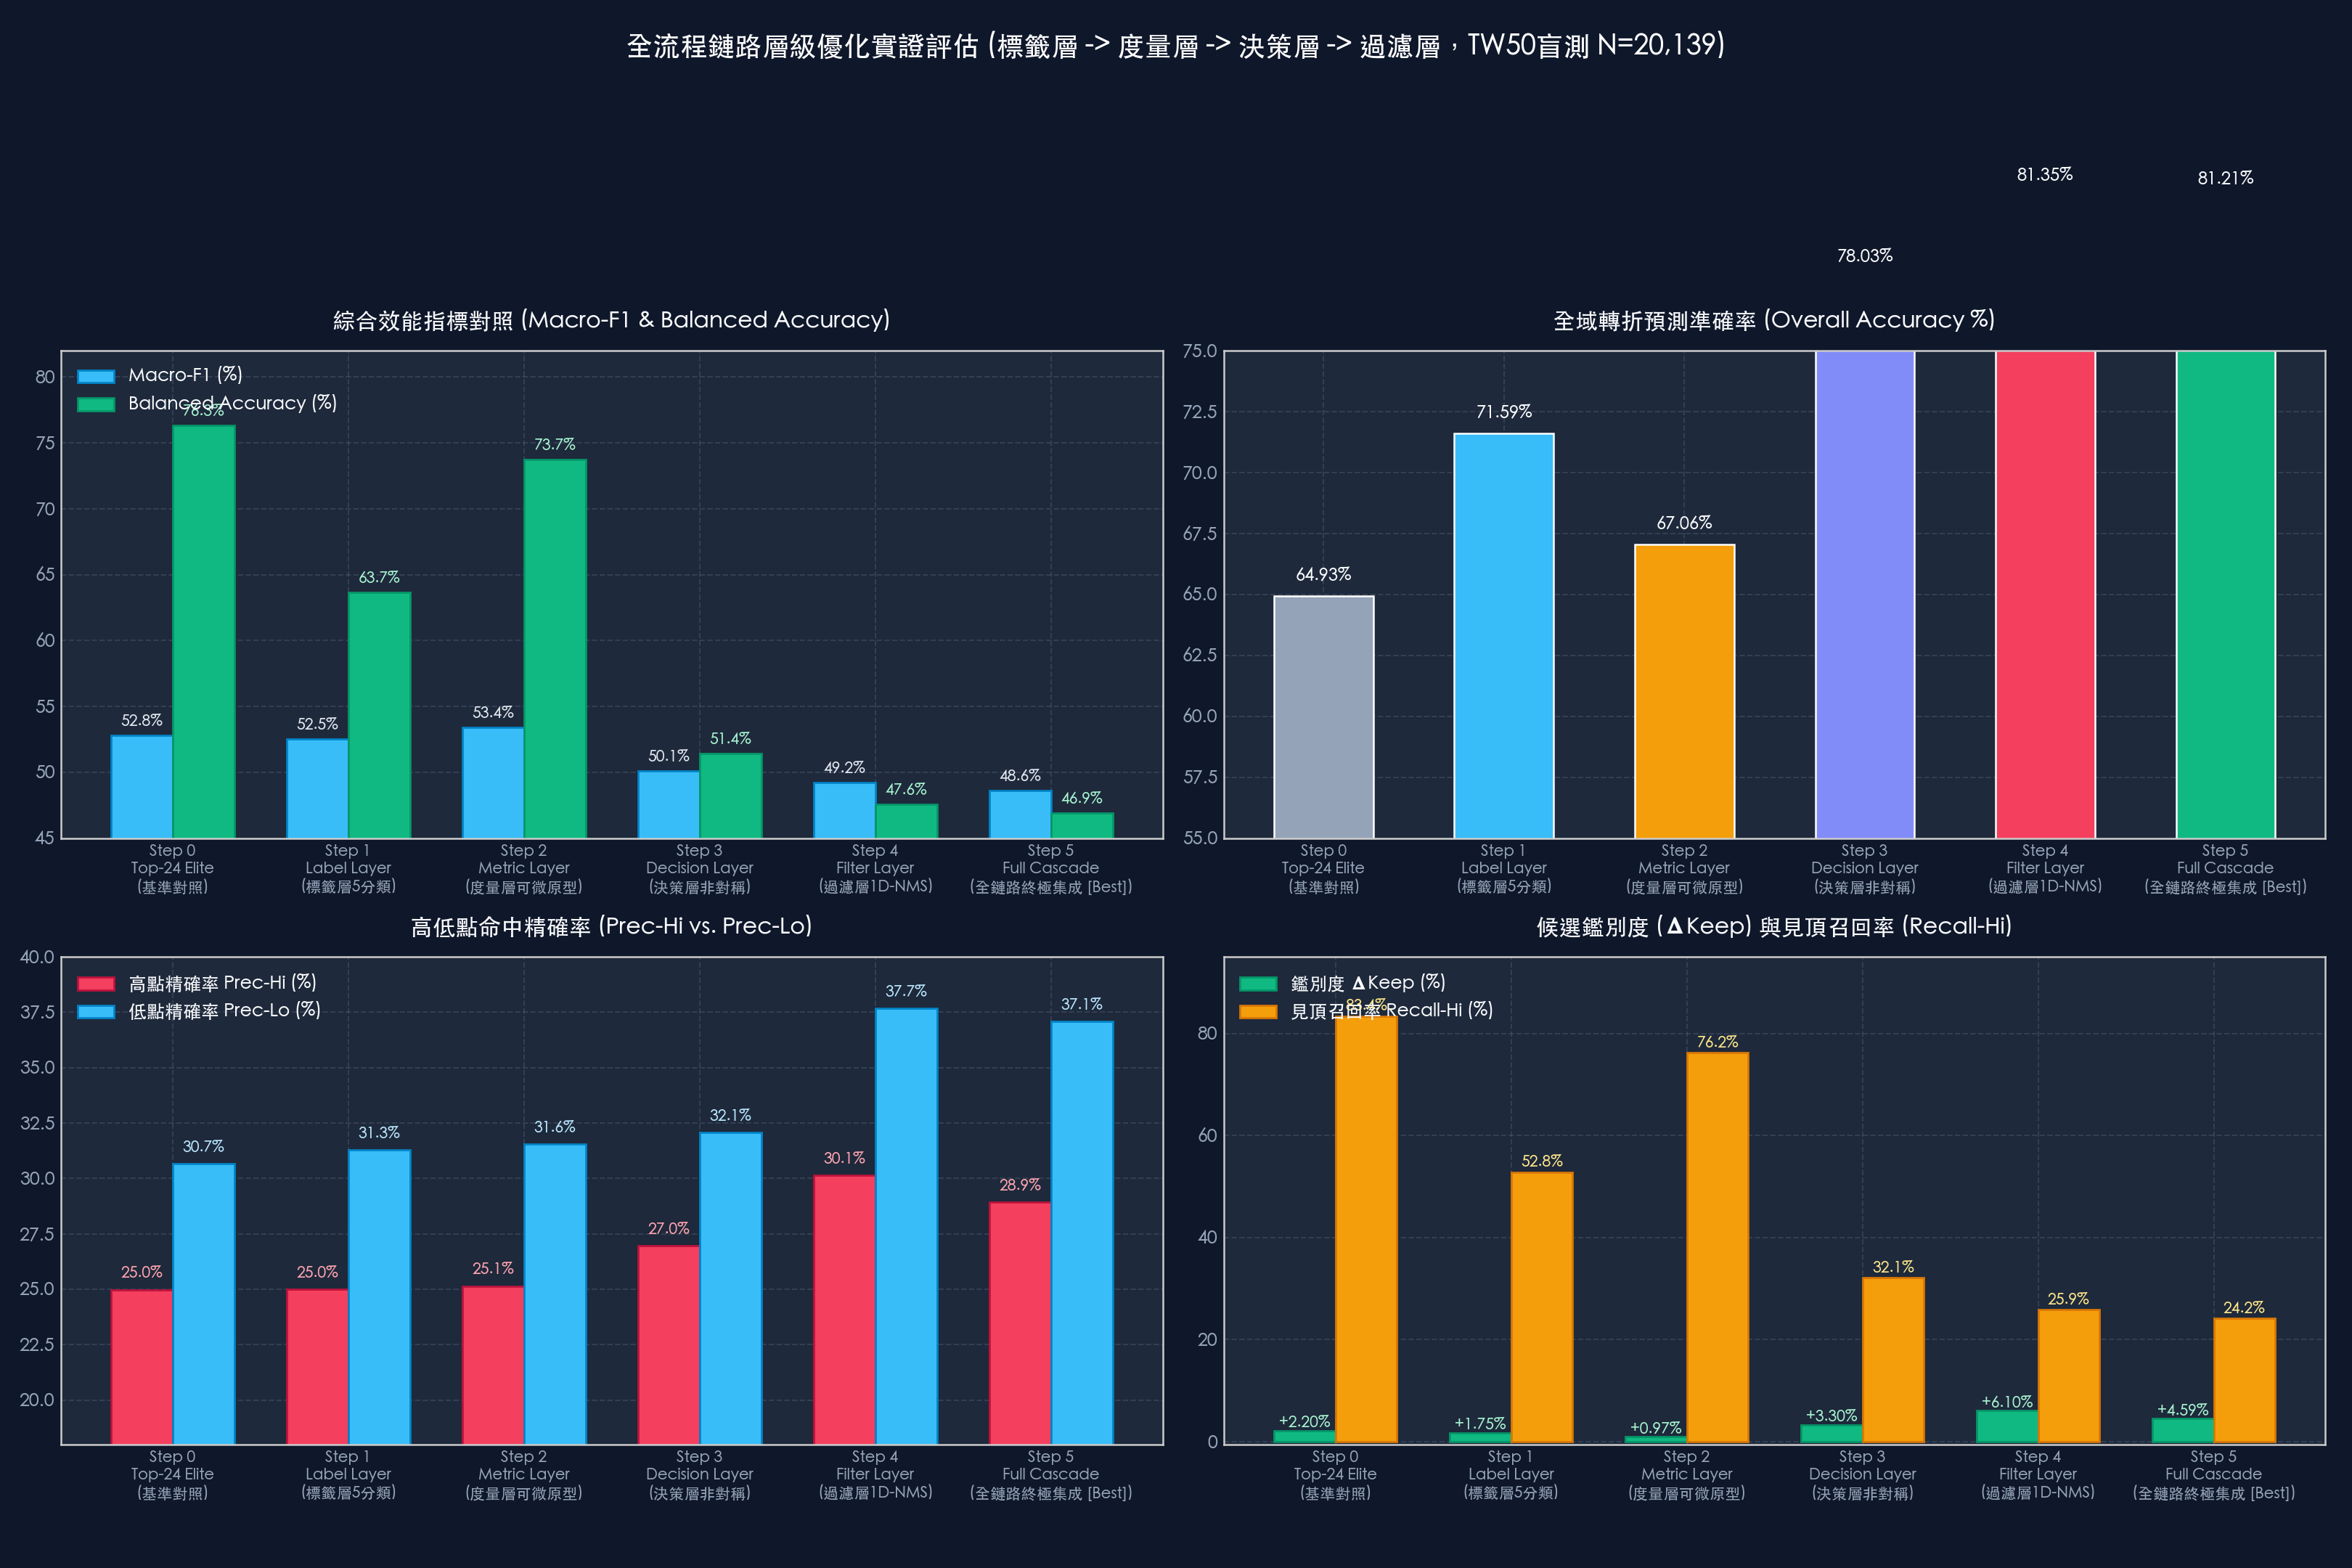 全流程鏈路層級優化實證評估 (標籤層 -> 度量層 -> 決策層 -> 過濾層，TW50盲測 N=20,139)
綜合效能指標對照 (Macro-F1 & Balanced Accuracy)
Macro-F1 (%)
Balanced Accuracy (%)
80
75
70
65
60
55
50
45
52.8%
52.5%
63.7%
53.4%
73.7%
50.1%
51.4%
49.2%
47.6%
48.6%
46.9%
Step 0
Top-24 Elite
(基準對照)
Step 1
Label Layer
(標籤層5分類)
Step 2
Metric Layer
(度量層可微原型)
Step 3
Decision Layer
(決策層非對稱)
Step 4
Filter Layer
(過濾層1D-NMS)
Step 5
Full Cascade
(全鏈路終極集成 [Best])
全域轉折預測準確率 (Overall Accuracy %)
75.0
72.5
70.0
67.5
65.0
62.5
60.0
57.5
55.0
64.93%
71.59%
67.06%
78.03%
81.35%
81.21%
Step 0
Top-24 Elite
(基準對照)
Step 1
Label Layer
(標籤層5分類)
Step 2
Metric Layer
(度量層可微原型)
Step 3
Decision Layer
(決策層非對稱)
Step 4
Filter Layer
(過濾層1D-NMS)
Step 5
Full Cascade
(全鏈路終極集成 [Best])
高低點命中精確率 (Prec-Hi vs. Prec-Lo)
高點精確率 Prec-Hi (%)
低點精確率 Prec-Lo (%)
40.0
37.5
35.0
32.5
30.0
27.5
25.0
22.5
20.0
25.0%
30.7%
25.0%
31.3%
25.1%
31.6%
27.0%
32.1%
30.1%
37.7%
28.9%
37.1%
Step 0
Top-24 Elite
(基準對照)
Step 1
Label Layer
(標籤層5分類)
Step 2
Metric Layer
(度量層可微原型)
Step 3
Decision Layer
(決策層非對稱)
Step 4
Filter Layer
(過濾層1D-NMS)
Step 5
Full Cascade
(全鏈路終極集成 [Best])
候選鑑別度 (ΔKeep) 與見頂召回率 (Recall-Hi)
鑑別度 ΔKeep (%)
見頂召回率 Recall-Hi (%)
80
60
40
20
0
+2.20%
83.4%
+1.75%
52.8%
+0.97%
76.2%
+3.30%
32.1%
+6.10%
25.9%
+4.59%
24.2%
Step 0
Top-24 Elite
(基準對照)
Step 1
Label Layer
(標籤層5分類)
Step 2
Metric Layer
(度量層可微原型)
Step 3
Decision Layer
(決策層非對稱)
Step 4
Filter Layer
(過濾層1D-NMS)
Step 5
Full Cascade
(全鏈路終極集成 [Best])